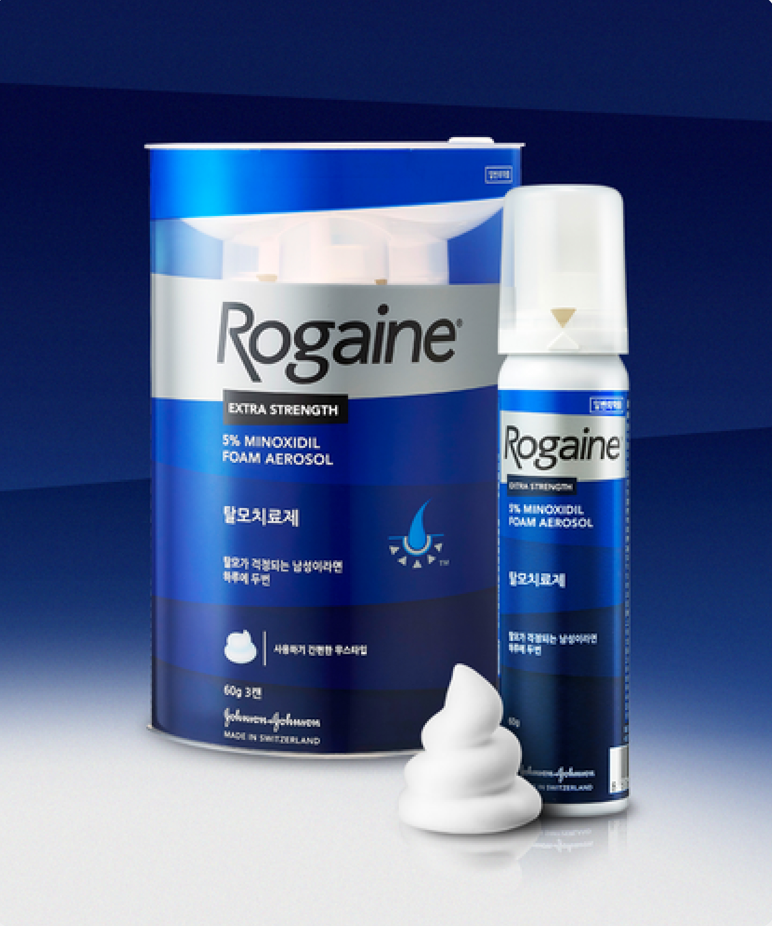 일반의약품
Rogaine®
EXTRA STRENGTH
5% MINOXIDIL
FOAM AEROSOL
탈모치료제
탈모가 걱정되는 남성이라면
하루에 두번
사용하기 간편한 무스타입
60g 3캔
Johnson & Johnson
MADE IN SWITZERLAND
TM
일반의약품
Rogaine
EXTRA STRENGTH
5% MINOXIDIL
FOAM AEROSOL
탈모치료제
탈모가 걱정되는 남성이라면
하루에 두번
60g
Johnson & Johnson
IN SWITZERLAND